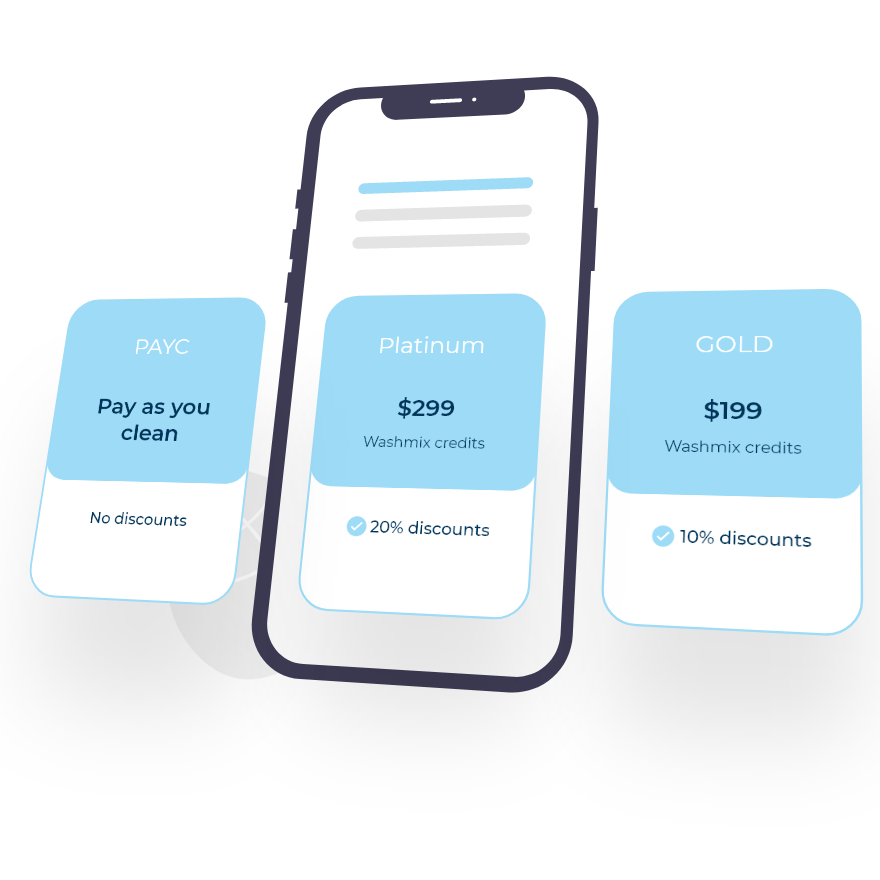 PAYC
Pay as you
clean
No discounts
Platinum
$299
Washmix credits
20% discounts
GOLD
$199
Washmix credits
10% discounts